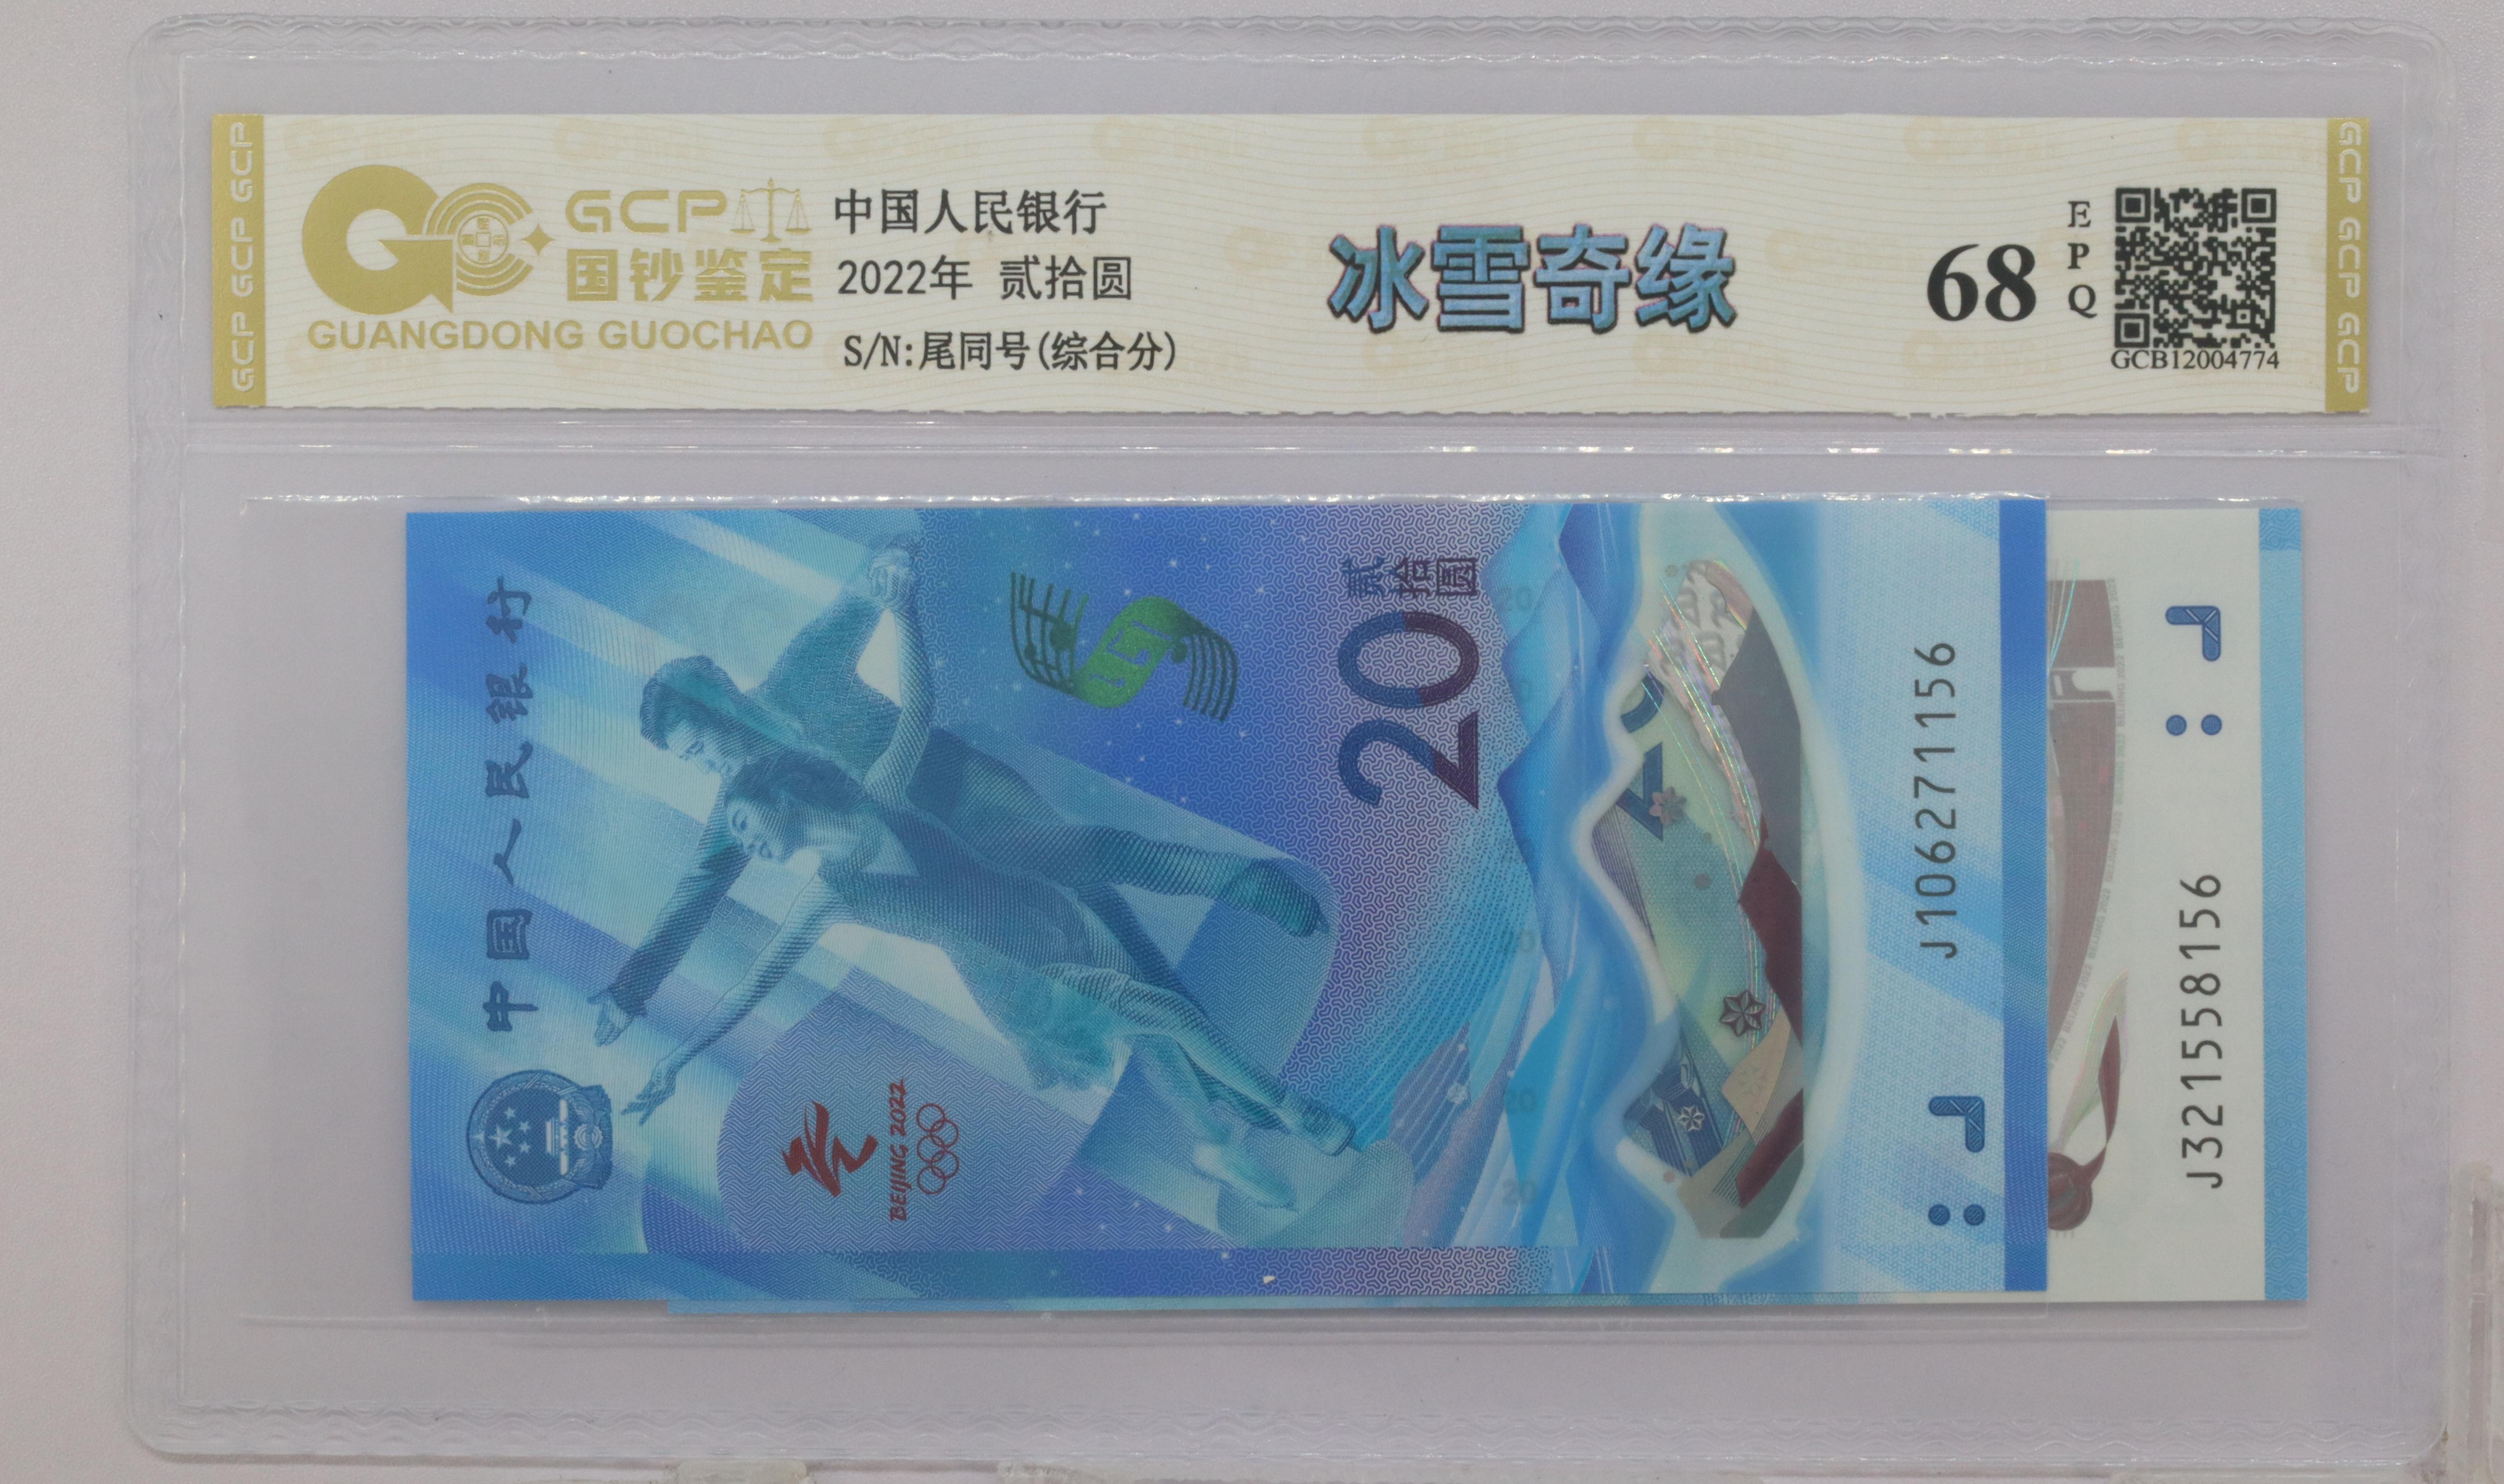 GCP
国钞鉴定
GUANGDONG GUOCHAO
中国人民银行
2022年 贰拾圆
S/N:尾同号(综合分)
冰雪奇缘
68
EPQ
GCB12004774
GCP GCP GCP
GCP GCP GCP
中国人民银行
BEIJING 2022
贰拾圆
20
J106271156
J321558156